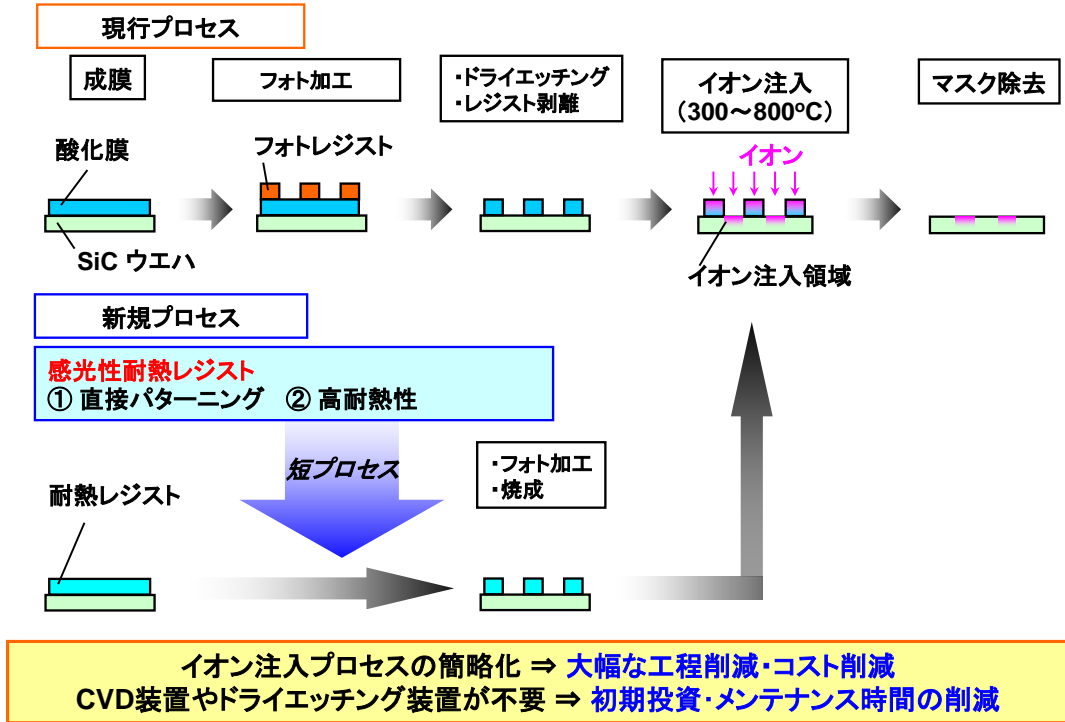 現行プロセス
成膜
フォト加工
・ドライエッチング
・レジスト剥離
イオン注入
（300～800℃）
マスク除去
酸化膜
フォトレジスト
イオン
SiC ウエハ
イオン注入領域
新規プロセス
感光性耐熱レジスト
① 直接パターニング ② 高耐熱性
短プロセス
・フォト加工
・焼成
耐熱レジスト
イオン注入プロセスの簡略化 ⇒ 大幅な工程削減・コスト削減
CVD装置やドライエッチング装置が不要 ⇒ 初期投資・メンテナンス時間の削減